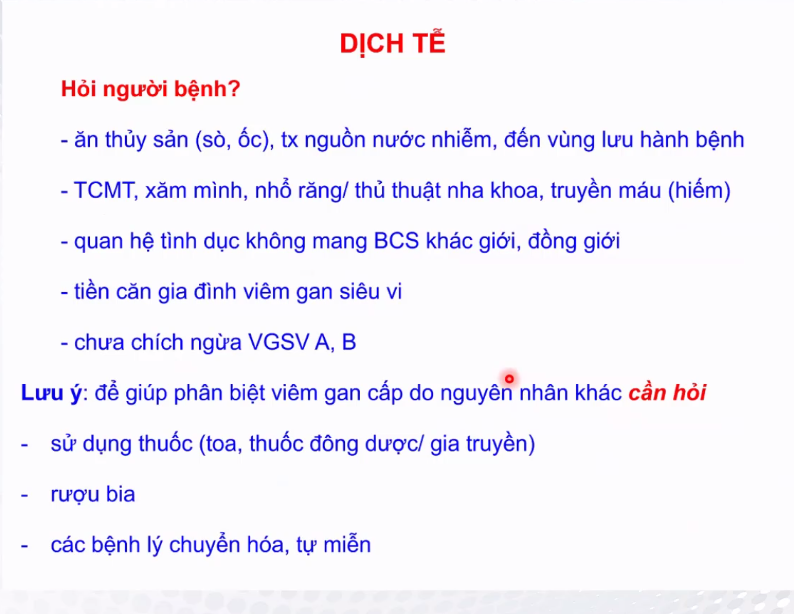 DỊCH TỄ
Hỏi người bệnh?
- ăn thủy sản (sò, ốc), tx nguồn nước nhiễm, đến vùng lưu hành bệnh
- TCMT, xăm mình, nhổ răng/ thủ thuật nha khoa, truyền máu (hiếm)
- quan hệ tình dục không mang BCS khác giới, đồng giới
- tiền căn gia đình viêm gan siêu vi
- chưa chích ngừa VGSV A, B
Lưu ý: để giúp phân biệt viêm gan cấp do nguyên nhân khác cần hỏi
- sử dụng thuốc (toa, thuốc đông dược/ gia truyền)
- rượu bia
- các bệnh lý chuyển hóa, tự miễn